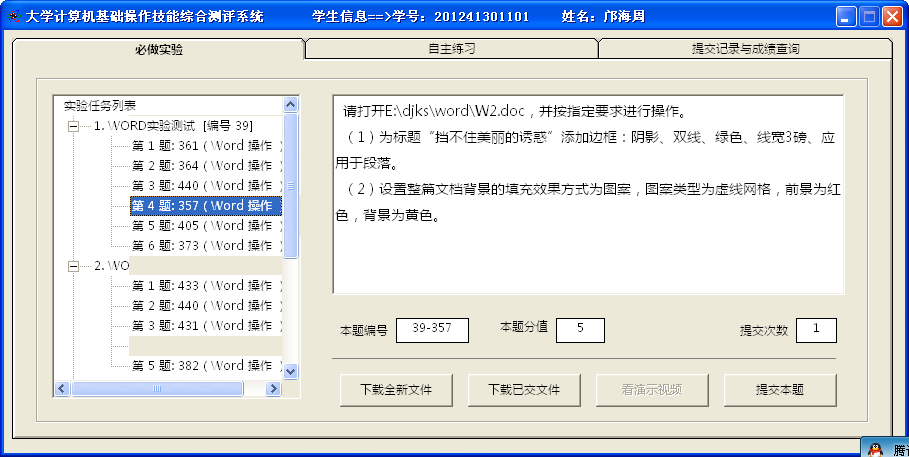 大学计算机基础操作技能综合测评系统 学生信息==>学号：201241301101 姓名：邝海周
必做实验 自主练习 提交记录与成绩查询
实验任务列表
1. \WORD实验测试 [编号 39]
第 1 题: 361 ( \Word 操作 )
第 2 题: 364 ( \Word 操作 )
第 3 题: 440 ( \Word 操作 )
第 4 题: 357 ( \Word 操作
第 5 题: 405 ( \Word 操作 )
第 6 题: 373 ( \Word 操作 )
2. \WO
第 1 题: 433 ( \Word 操作 )
第 2 题: 440 ( \Word 操作 )
第 3 题: 431 ( \Word 操作 )
第 5 题: 382 ( \Word 操作 )
请打开E:\djks\word\W2.doc，并按指定要求进行操作。
（1）为标题“挡不住美丽的诱惑”添加边框：阴影、双线、绿色、线宽3磅、应
用于段落。
（2）设置整篇文档背景的填充效果方式为图案，图案类型为虚线网格，前景为红
色，背景为黄色。
本题编号 39-357 本题分值 5 提交次数 1
下载全新文件 下载已交文件 看演示视频 提交本题